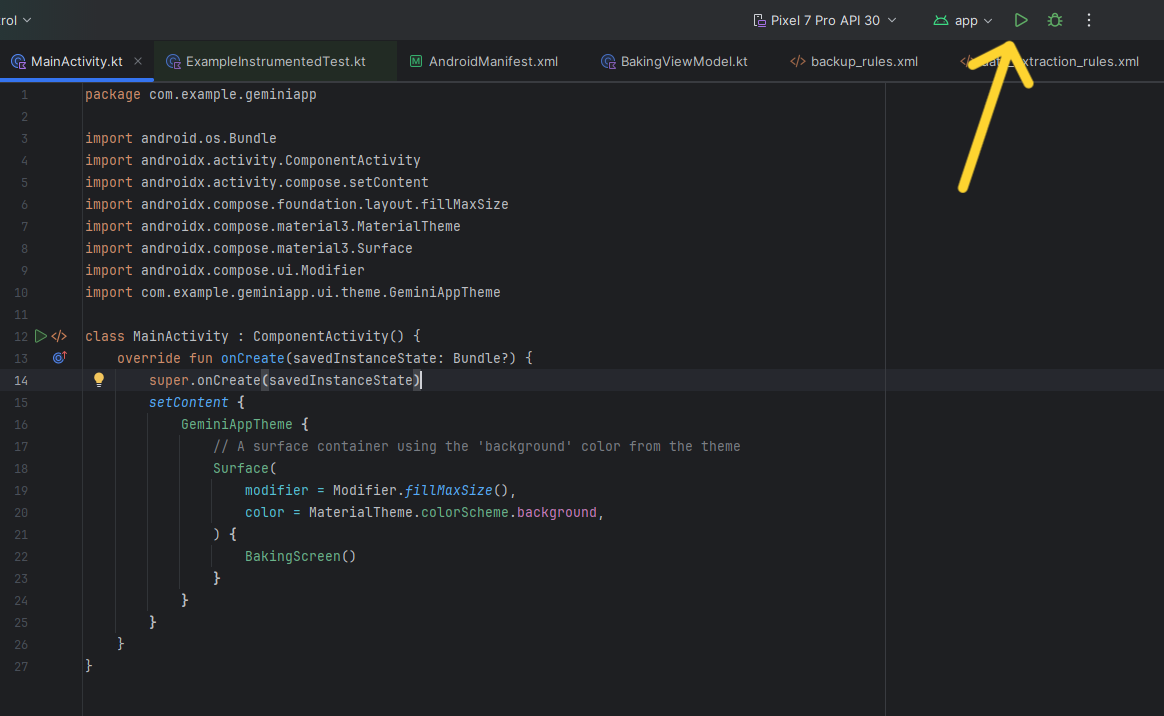 rol
Pixel 7 Pro API 30
app
MainActivity.kt
ExampleInstrumentedTest.kt
AndroidManifest.xml
BakingViewModel.kt
backup_rules.xml
xtraction_rules.xml
1 package com.example.geminiapp
2
3 import android.os.Bundle
4 import androidx.activity.ComponentActivity
5 import androidx.activity.compose.setContent
6 import androidx.compose.foundation.layout.fillMaxSize
7 import androidx.compose.material3.MaterialTheme
8 import androidx.compose.material3.Surface
9 import androidx.compose.ui.Modifier
10 import com.example.geminiapp.ui.theme.GeminiAppTheme
11
12 class MainActivity : ComponentActivity() {
13 override fun onCreate(savedInstanceState: Bundle?) {
14 super.onCreate(savedInstanceState)
15 setContent {
16 GeminiAppTheme {
17 // A surface container using the 'background' color from the theme
18 Surface(
19 modifier = Modifier.fillMaxSize(),
20 color = MaterialTheme.colorScheme.background,
21 ) {
22 BakingScreen()
23 }
24 }
25 }
26 }
27 }